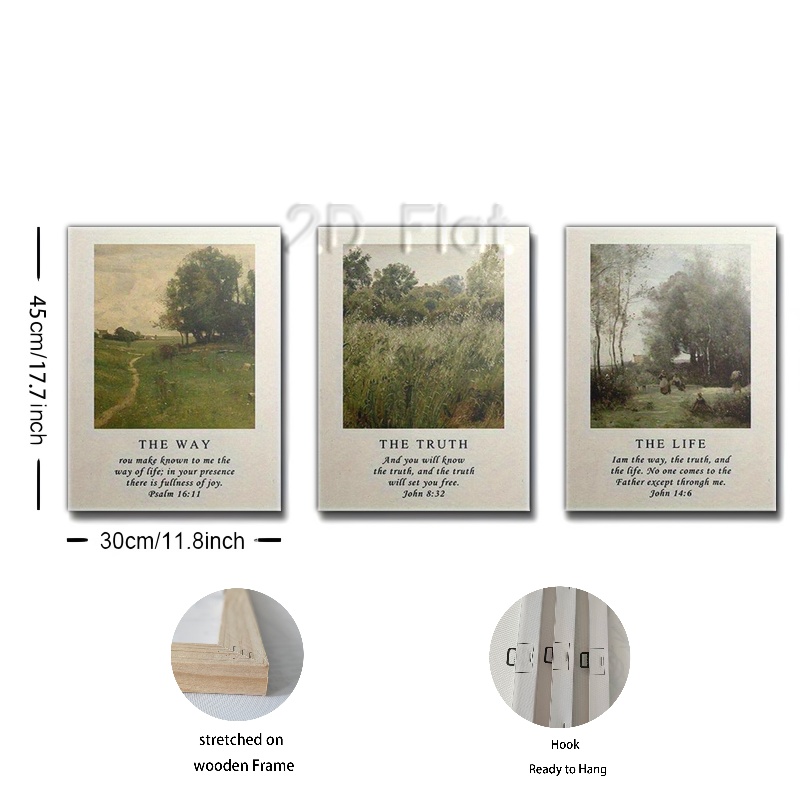 2D Flat
45cm/17.7inch
THE WAY
rou make known to me the
way of life; in your presence
there is fullness of joy.
Psalm 16:11
THE TRUTH
And you will know
the truth, and the truth
will set you free.
John 8:32
THE LIFE
Iam the way, the truth, and
the life. No one comes to the
Father except throngh me.
John 14:6
30cm/11.8inch
stretched on
wooden Frame
Hook
Ready to Hang